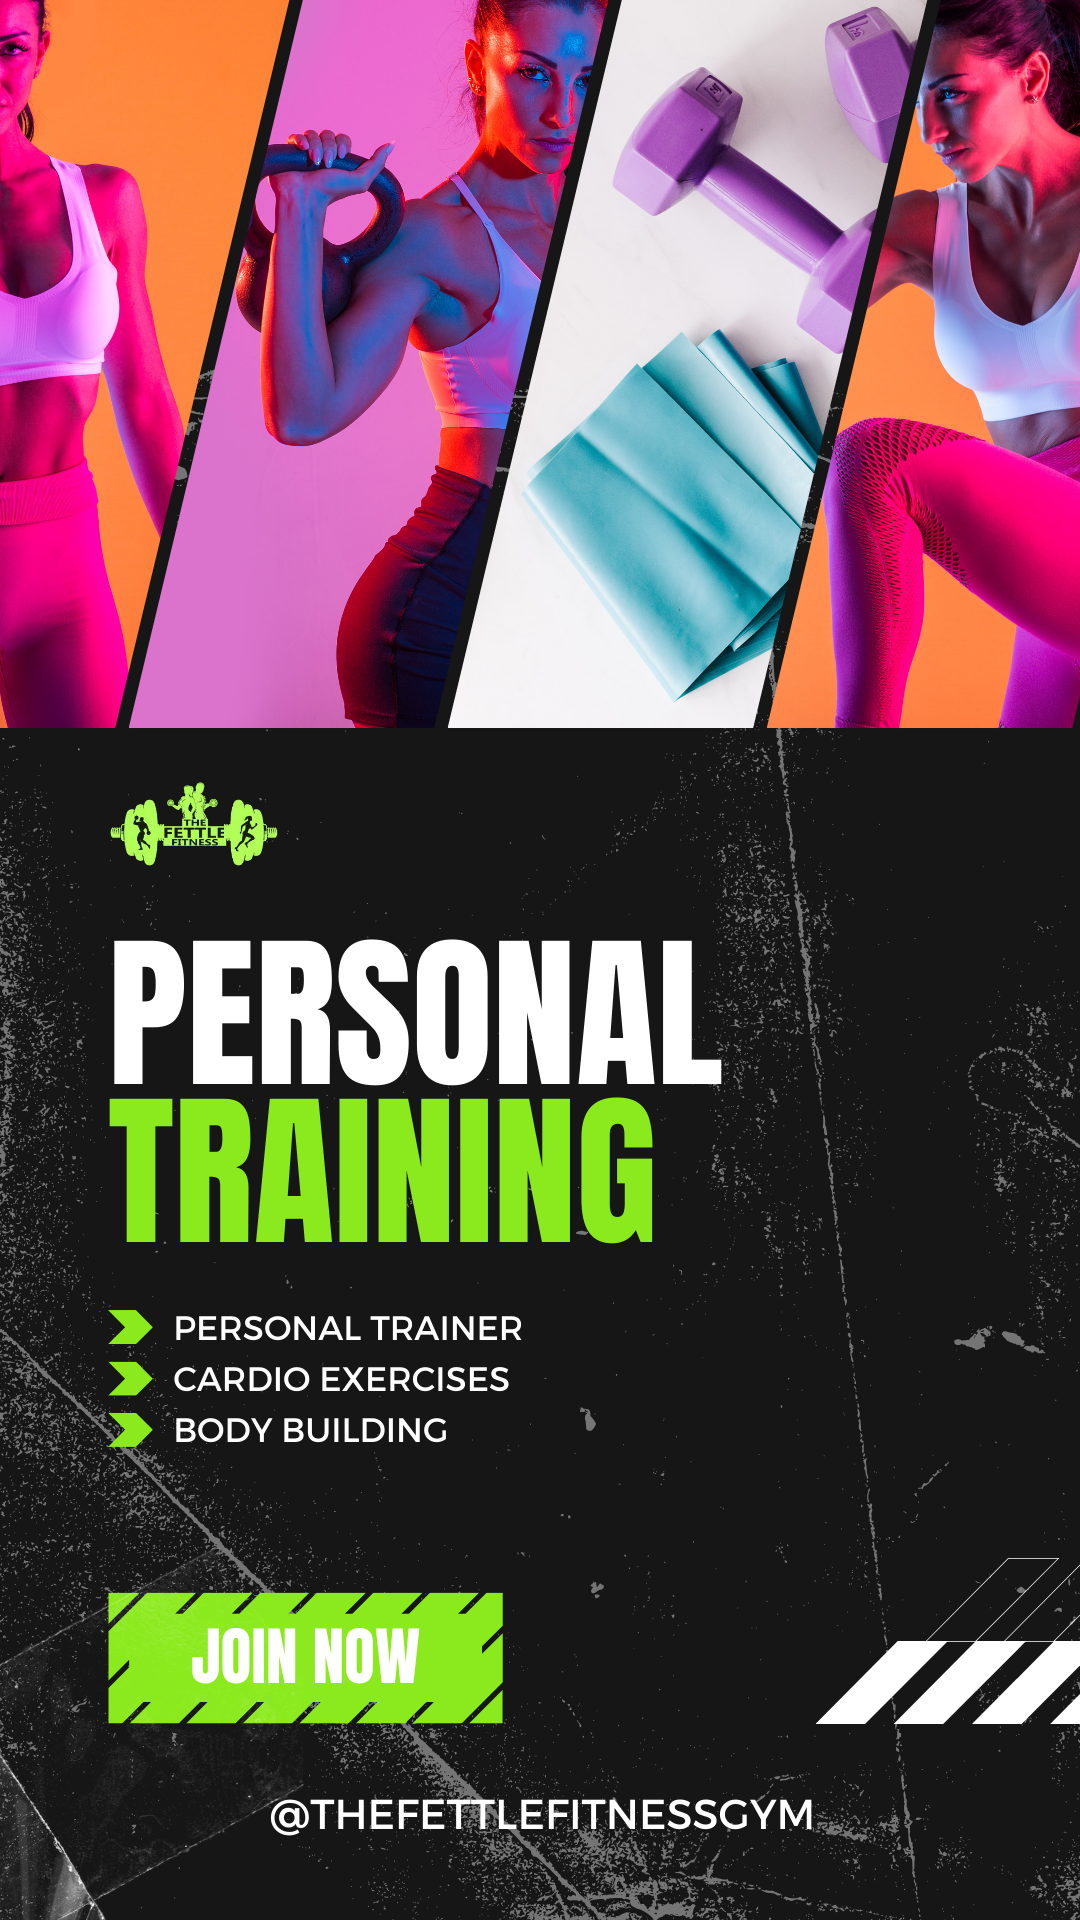 THE
FETTLE
FITNESS
PERSONAL
TRAINING
PERSONAL TRAINER
CARDIO EXERCISES
BODY BUILDING
JOIN NOW
@THEFETTLEFITNESSGYM